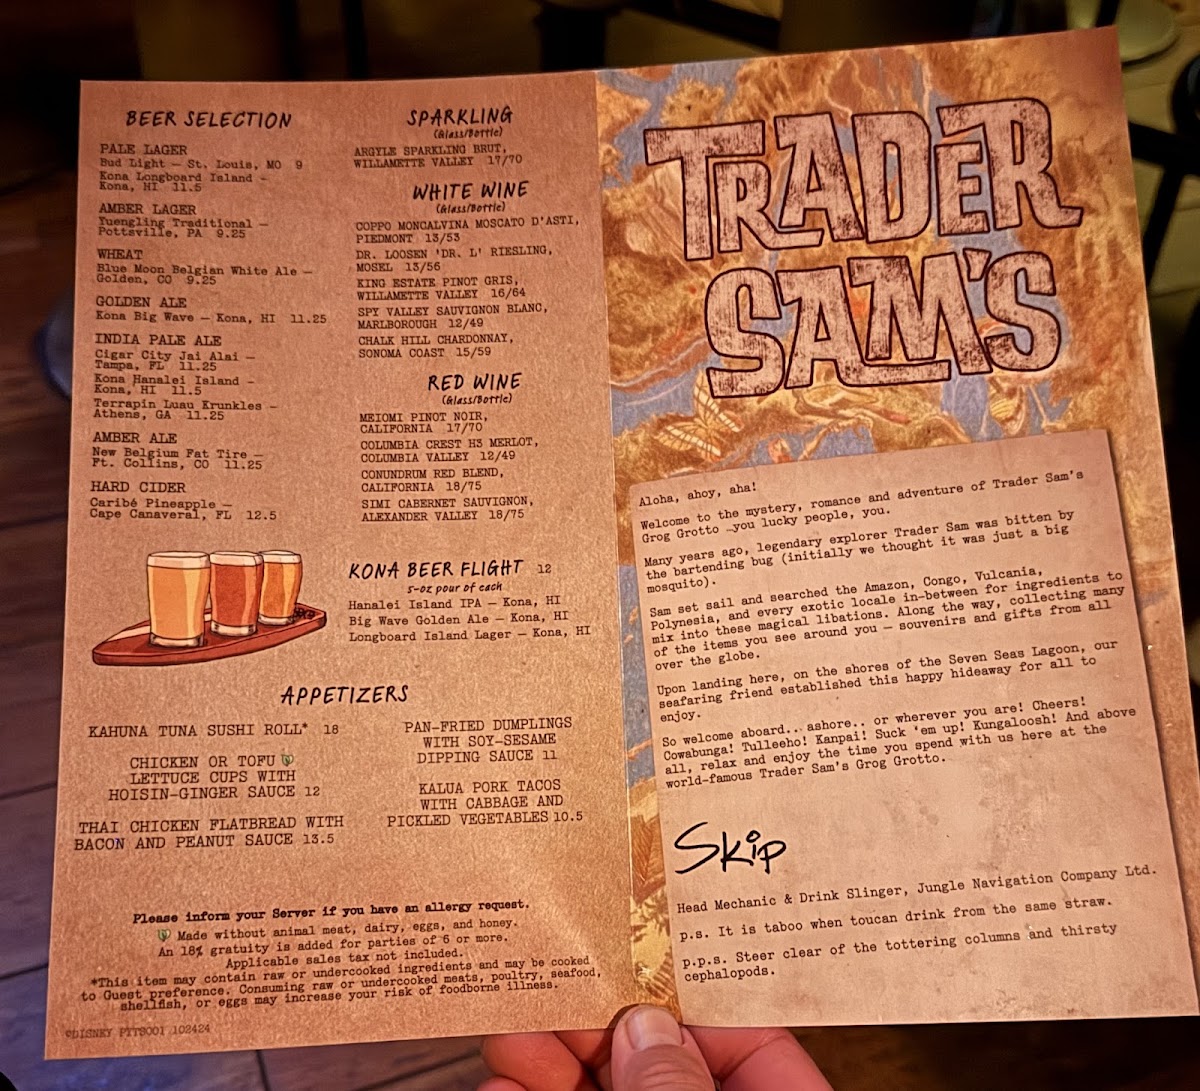 BEER SELECTION
PALE LAGER
Bud Light – St. Louis, MO 9
Kona Longboard Island –
Kona, HI 11.5
AMBER LAGER
Yuengling Traditional –
Pottsville, PA 9.25
WHEAT
Blue Moon Belgian White Ale –
Golden, CO 9.25
GOLDEN ALE
Kona Big Wave – Kona, HI 11.25
INDIA PALE ALE
Cigar City Jai Alai –
Tampa, FL 11.25
Kona Hanalei Island –
Kona, HI 11.5
Terrapin Luau Krunkles –
Athens, GA 11.25
AMBER ALE
New Belgium Fat Tire –
Ft. Collins, CO 11.25
HARD CIDER
Caribé Pineapple –
Cape Canaveral, FL 12.5
SPARKLING
(Glass/Bottle)
ARGYLE SPARKLING BRUT,
WILLAMETTE VALLEY 17/70
WHITE WINE
(Glass/Bottle)
COPPO MONCALVINA MOSCATO D'ASTI,
PIEDMONT 13/53
DR. LOOSEN 'DR. L' RIESLING,
MOSEL 13/56
KING ESTATE PINOT GRIS,
WILLAMETTE VALLEY 16/64
SPY VALLEY SAUVIGNON BLANC,
MARLBOROUGH 12/49
CHALK HILL CHARDONNAY,
SONOMA COAST 15/59
RED WINE
(Glass/Bottle)
MEIOMI PINOT NOIR,
CALIFORNIA 17/70
COLUMBIA CREST H3 MERLOT,
COLUMBIA VALLEY 12/49
CONUNDRUM RED BLEND,
CALIFORNIA 18/75
SIMI CABERNET SAUVIGNON,
ALEXANDER VALLEY 18/75
KONA BEER FLIGHT 12
5-oz pour of each
Hanalei Island IPA – Kona, HI
Big Wave Golden Ale – Kona, HI
Longboard Island Lager – Kona, HI
APPETIZERS
KAHUNA TUNA SUSHI ROLL* 18
CHICKEN OR TOFU
LETTUCE CUPS WITH
HOISIN-GINGER SAUCE 12
THAI CHICKEN FLATBREAD WITH
BACON AND PEANUT SAUCE 13.5
PAN-FRIED DUMPLINGS
WITH SOY-SESAME
DIPPING SAUCE 11
KALUA PORK TACOS
WITH CABBAGE AND
PICKLED VEGETABLES 10.5
Please inform your Server if you have an allergy request.
Made without animal meat, dairy, eggs, and honey.
An 18% gratuity is added for parties of 6 or more.
Applicable sales tax not included.
*This item may contain raw or undercooked ingredients and may be cooked
to Guest preference. Consuming raw or undercooked meats, poultry, seafood,
shellfish, or eggs may increase your risk of foodborne illness.
©DISNEY PTTS001 102424
TRADER
SAM'S
Aloha, ahoy, aha!
Welcome to the mystery, romance and adventure of Trader Sam's
Grog Grotto …you lucky people, you.
Many years ago, legendary explorer Trader Sam was bitten by
the bartending bug (initially we thought it was just a big
mosquito).
Sam set sail and searched the Amazon, Congo, Vulcania,
Polynesia, and every exotic locale in-between for ingredients to
mix into these magical libations. Along the way, collecting many
of the items you see around you – souvenirs and gifts from all
over the globe.
Upon landing here, on the shores of the Seven Seas Lagoon, our
seafaring friend established this happy hideaway for all to
enjoy.
So welcome aboard... ashore.. or wherever you are! Cheers!
Cowabunga! Tulleeho! Kanpai! Suck 'em up! Kungaloosh! And above
all, relax and enjoy the time you spend with us here at the
world-famous Trader Sam's Grog Grotto.
Skip
Head Mechanic & Drink Slinger, Jungle Navigation Company Ltd.
p.s. It is taboo when toucan drink from the same straw.
p.p.s. Steer clear of the tottering columns and thirsty
cephalopods.